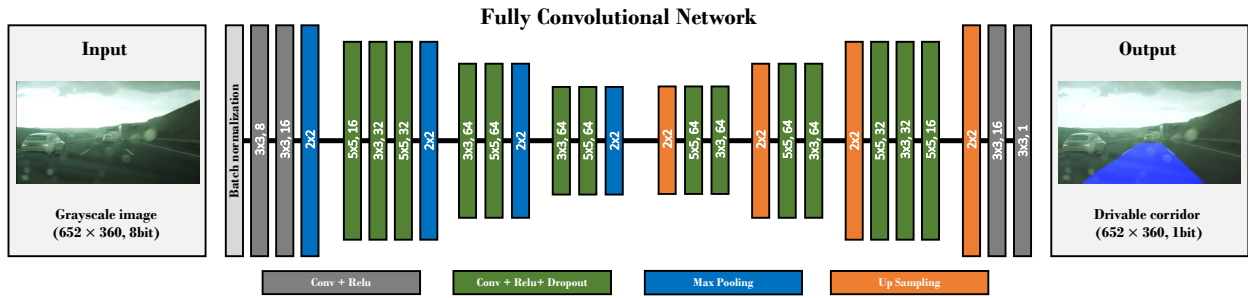 Fully Convolutional Network
Input
Grayscale image
(652 × 360, 8bit)
Batch normalization
3x3, 8
3x3, 16
2x2
5x5, 16
3x3, 32
5x5, 32
2x2
3x3, 64
5x5, 64
2x2
3x3, 64
5x5, 64
2x2
2x2
5x5, 64
3x3, 64
2x2
5x5, 64
3x3, 64
2x2
5x5, 32
3x3, 32
5x5, 16
2x2
3x3, 16
3x3, 1
Output
Drivable corridor
(652 × 360, 1bit)
Conv + Relu
Conv + Relu+ Dropout
Max Pooling
Up Sampling